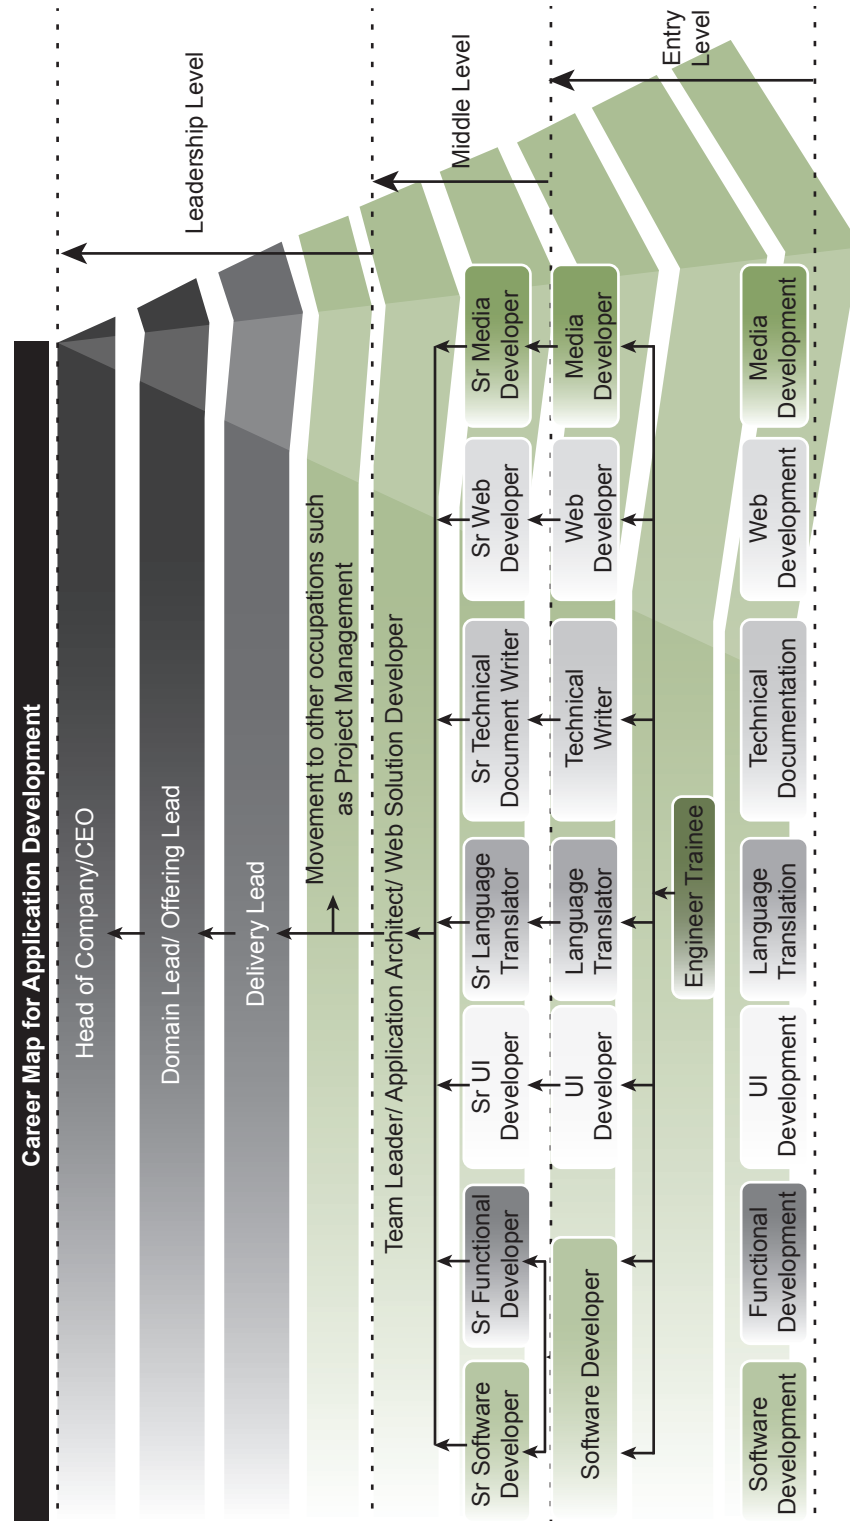 Career Map for Application Development
Head of Company/CEO
Leadership Level
Domain Lead/ Offering Lead
Delivery Lead
Movement to other occupations such
as Project Management
Team Leader/ Application Architect/ Web Solution Developer
Middle Level
Sr Software
Developer
Sr Functional
Developer
Sr UI
Developer
Sr Language
Translator
Sr Technical
Document Writer
Sr Web
Developer
Sr Media
Developer
Software Developer
UI
Developer
Language
Translator
Technical
Writer
Web
Developer
Media
Developer
Entry
Level
Engineer Trainee
Software
Development
Functional
Development
UI
Development
Language
Translation
Technical
Documentation
Web
Development
Media
Development